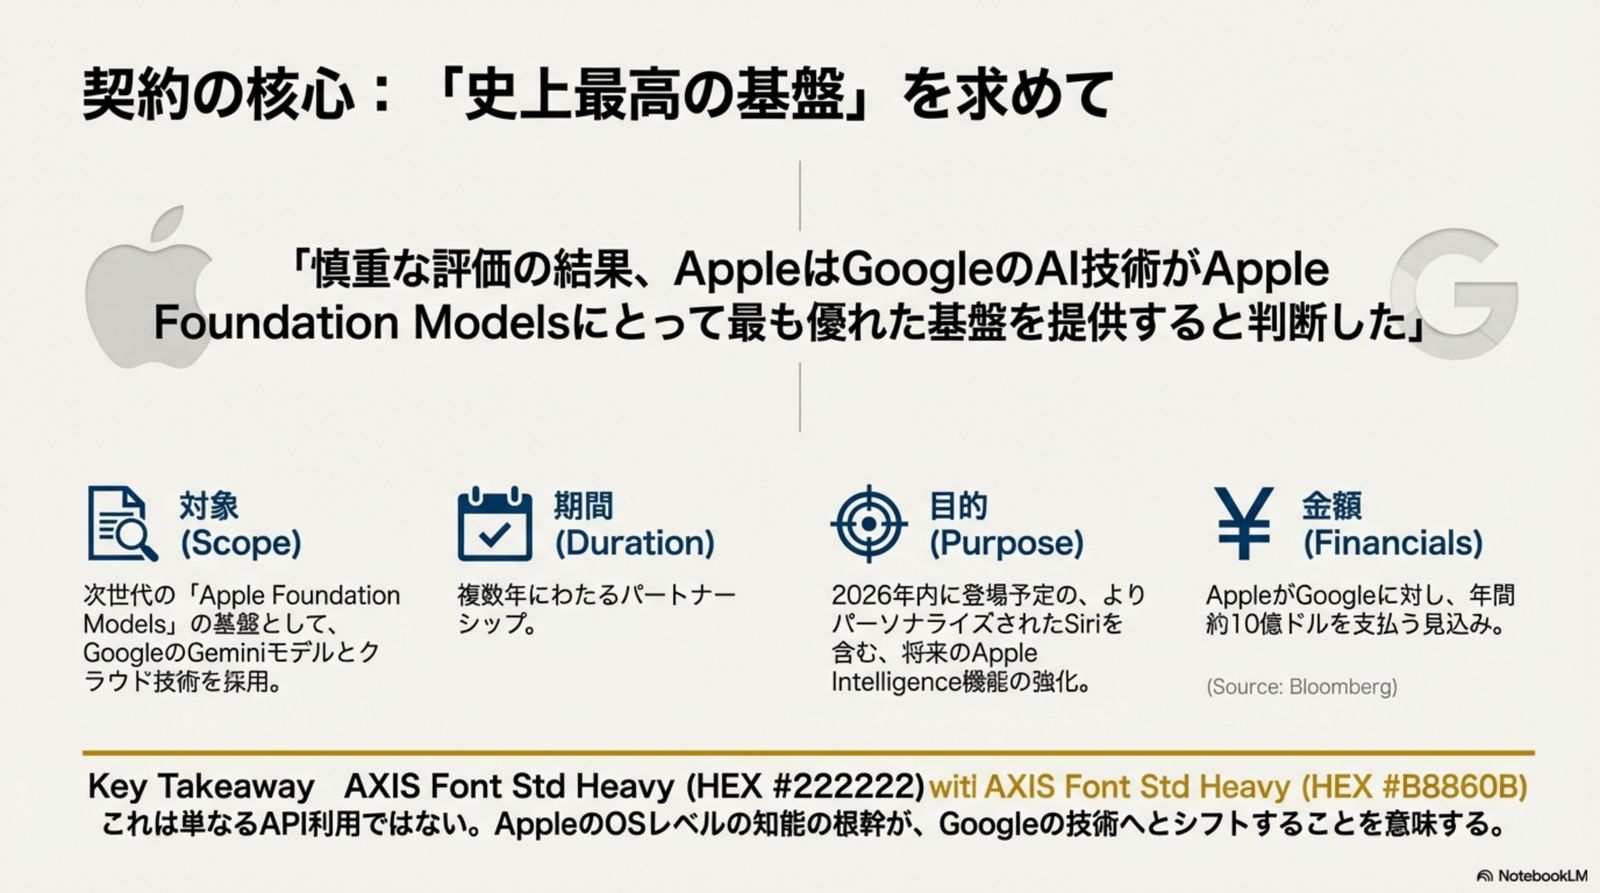 契約の核心：「史上最高の基盤」を求めて
「慎重な評価の結果、AppleはGoogleのAI技術がApple
Foundation Modelsにとって最も優れた基盤を提供すると判断した」
対象
(Scope)
次世代の「Apple Foundation
Models」の基盤として、
GoogleのGeminiモデルとク
ラウド技術を採用。
期間
(Duration)
複数年にわたるパートナー
シップ。
目的
(Purpose)
2026年内に登場予定の、より
パーソナライズされたSiriを
含む、将来のApple
Intelligence機能の強化。
¥ 金額
(Financials)
AppleがGoogleに対し、年間
約10億ドルを支払う見込み。
(Source: Bloomberg)
Key Takeaway AXIS Font Std Heavy (HEX #222222) witl AXIS Font Std Heavy (HEX #B8860B)
これは単なるAPI利用ではない。AppleのOSレベルの知能の根幹が、Googleの技術へとシフトすることを意味する。
NotebookLM